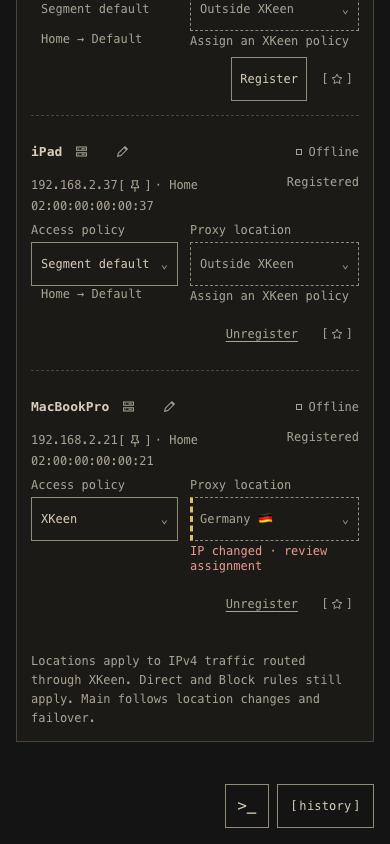 Segment default ⌄ Outside XKeen ⌄
Home → Default Assign an XKeen policy
Register [☆]
iPad Offline
192.168.2.37[ ] · Home Registered
02:00:00:00:00:37
Access policy Proxy location
Segment default ⌄ Outside XKeen ⌄
Home → Default Assign an XKeen policy
Unregister [☆]
MacBookPro Offline
192.168.2.21[ ] · Home Registered
02:00:00:00:00:21
Access policy Proxy location
XKeen ⌄ Germany 🇩🇪 ⌄
IP changed · review
assignment
Unregister [☆]
Locations apply to IPv4 traffic routed
through XKeen. Direct and Block rules still
apply. Main follows location changes and
failover.
>_ [history]